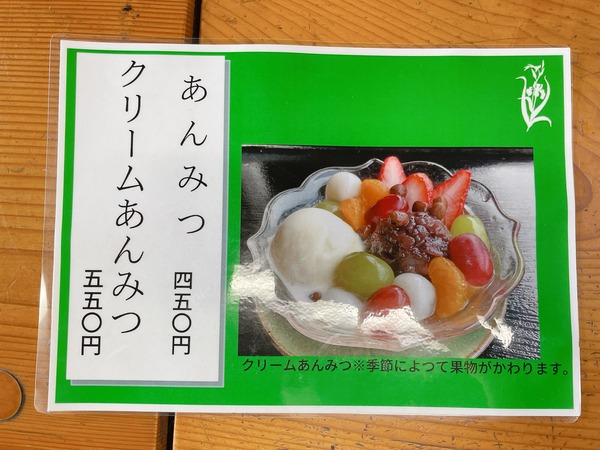 あんみつ 四五〇円
クリームあんみつ 五五〇円
クリームあんみつ※季節によつて果物がかわります。